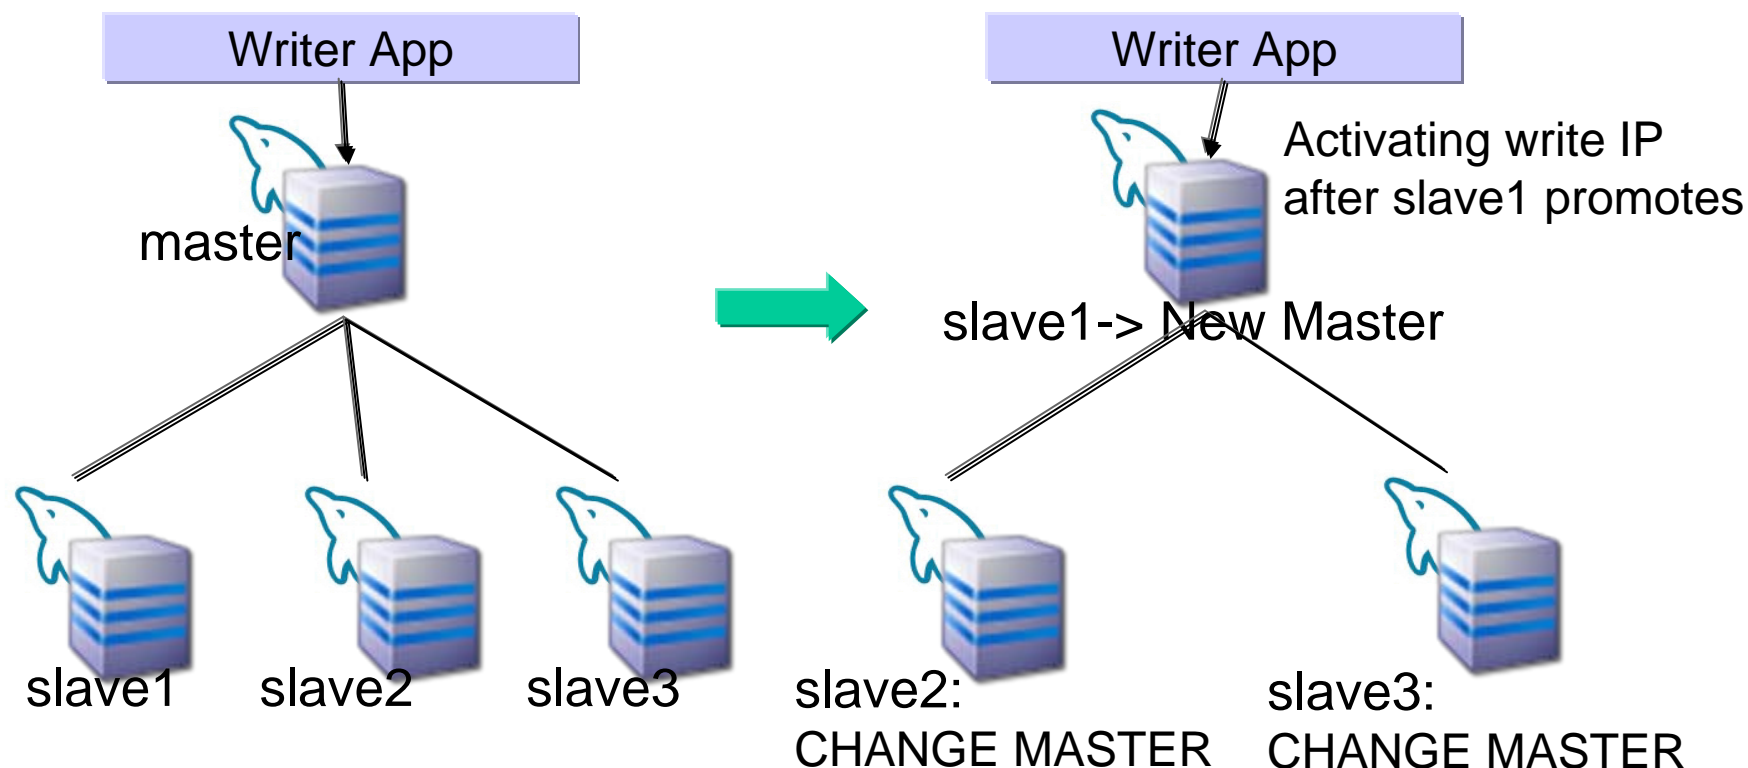 Writer App
master
slave1
slave2
slave3
Writer App
Activating write IP
after slave1 promotes
slave1-> New Master
slave2:
CHANGE MASTER
slave3:
CHANGE MASTER